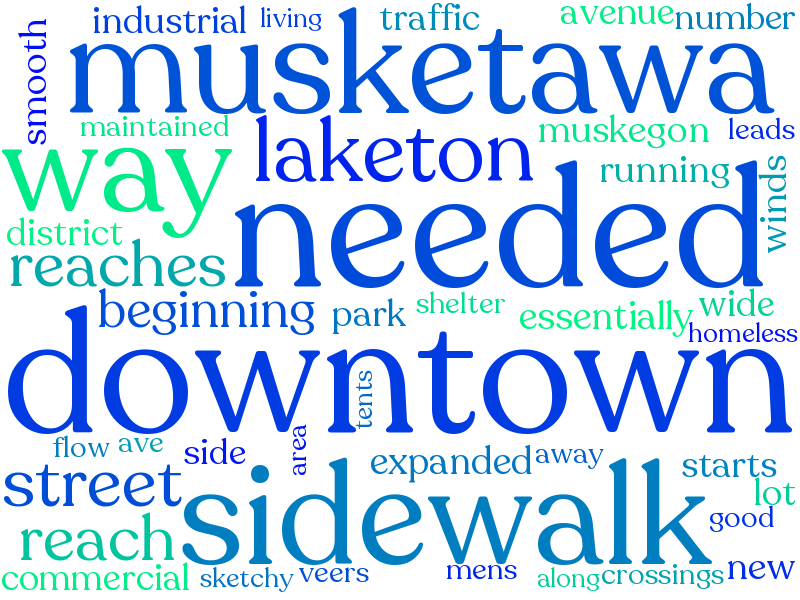 industrial living traffic avenue number
smooth musketawa
maintained laketon muskegon leads
way running winds
district needed
reaches
beginning park shelter essentially wide
homeless
downtown
tents
flow ave side area expanded away starts
street sidewalk lot
reach good
commercial sketchy veers mens along crossings new